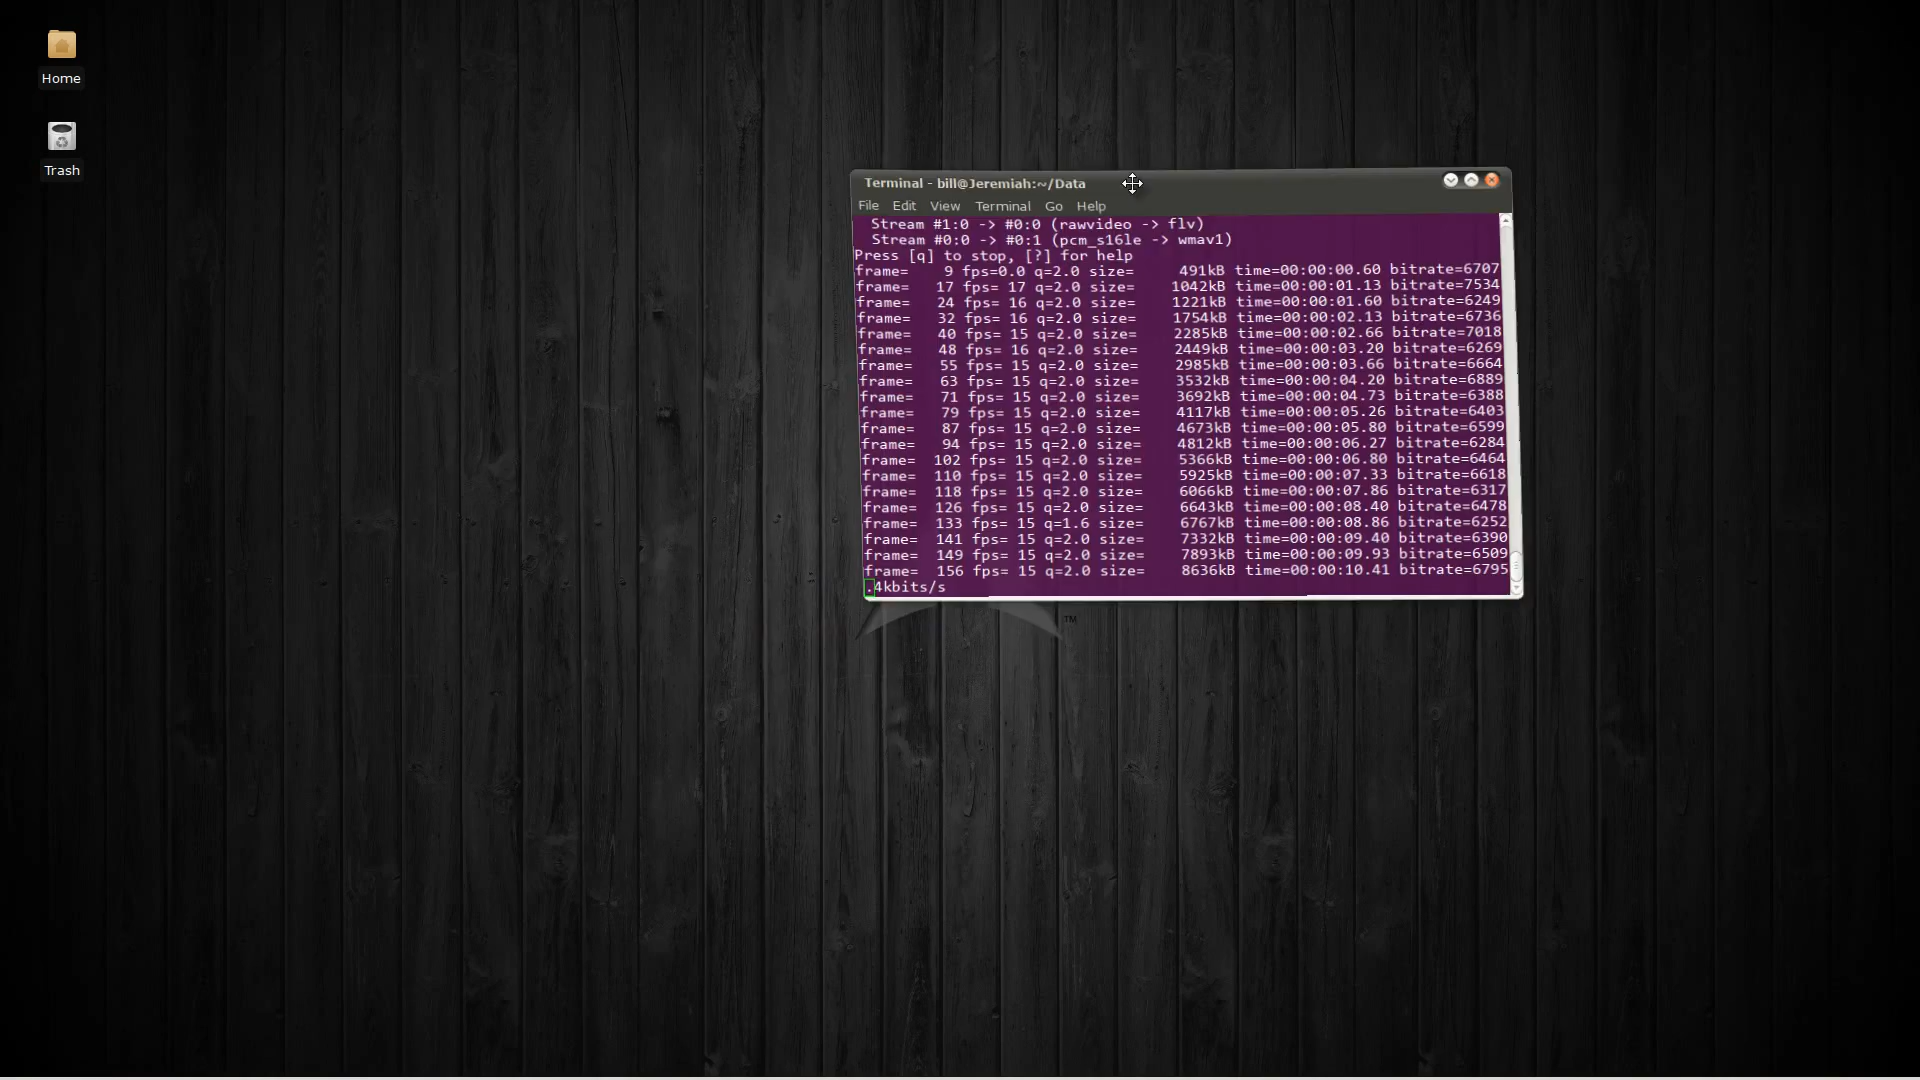 Home
Trash
Terminal - bill@Jeremiah:~/Data
File Edit View Terminal Go Help
Stream #1:0 -> #0:0 (rawvideo -> flv)
Stream #0:0 -> #0:1 (pcm_s16le -> wmav1)
Press [q] to stop, [?] for help
frame=    9 fps=0.0 q=2.0 size=     491kB time=00:00:00.60 bitrate=6707
frame=   17 fps= 17 q=2.0 size=    1042kB time=00:00:01.13 bitrate=7534
frame=   24 fps= 16 q=2.0 size=    1221kB time=00:00:01.60 bitrate=6249
frame=   32 fps= 16 q=2.0 size=    1754kB time=00:00:02.13 bitrate=6736
frame=   40 fps= 15 q=2.0 size=    2285kB time=00:00:02.66 bitrate=7018
frame=   48 fps= 16 q=2.0 size=    2449kB time=00:00:03.20 bitrate=6269
frame=   55 fps= 15 q=2.0 size=    2985kB time=00:00:03.66 bitrate=6664
frame=   63 fps= 15 q=2.0 size=    3532kB time=00:00:04.20 bitrate=6889
frame=   71 fps= 15 q=2.0 size=    3692kB time=00:00:04.73 bitrate=6388
frame=   79 fps= 15 q=2.0 size=    4117kB time=00:00:05.26 bitrate=6403
frame=   87 fps= 15 q=2.0 size=    4673kB time=00:00:05.80 bitrate=6599
frame=   94 fps= 15 q=2.0 size=    4812kB time=00:00:06.27 bitrate=6284
frame=  102 fps= 15 q=2.0 size=    5366kB time=00:00:06.80 bitrate=6464
frame=  110 fps= 15 q=2.0 size=    5925kB time=00:00:07.33 bitrate=6618
frame=  118 fps= 15 q=2.0 size=    6066kB time=00:00:07.86 bitrate=6317
frame=  126 fps= 15 q=2.0 size=    6643kB time=00:00:08.40 bitrate=6478
frame=  133 fps= 15 q=1.6 size=    6767kB time=00:00:08.86 bitrate=6252
frame=  141 fps= 15 q=2.0 size=    7332kB time=00:00:09.40 bitrate=6390
frame=  149 fps= 15 q=2.0 size=    7893kB time=00:00:09.93 bitrate=6509
frame=  156 fps= 15 q=2.0 size=    8636kB time=00:00:10.41 bitrate=6795
.4kbits/s
TM